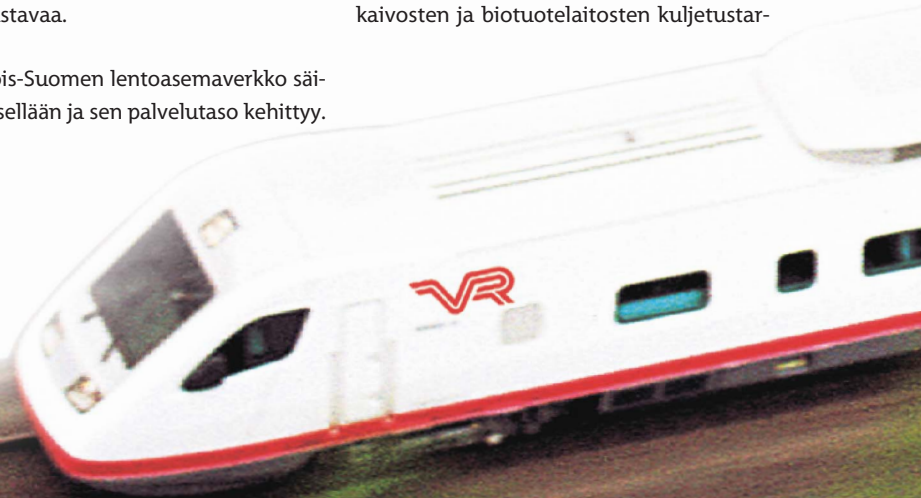 stavaa.
is-Suomen lentoasemaverkko säi-
sellään ja sen palvelutaso kehittyy.
kaivosten ja biotuotelaitosten kuljetustar-
VR